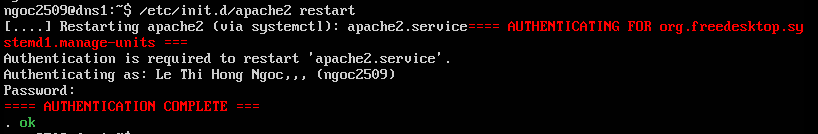 ngoc2509@dns1:~$ /etc/init.d/apache2 restart
[....] Restarting apache2 (via systemctl): apache2.service==== AUTHENTICATING FOR org.freedesktop.sy
stemd1.manage-units ===
Authentication is required to restart 'apache2.service'.
Authenticating as: Le Thi Hong Ngoc,,, (ngoc2509)
Password:
==== AUTHENTICATION COMPLETE ===
. ok